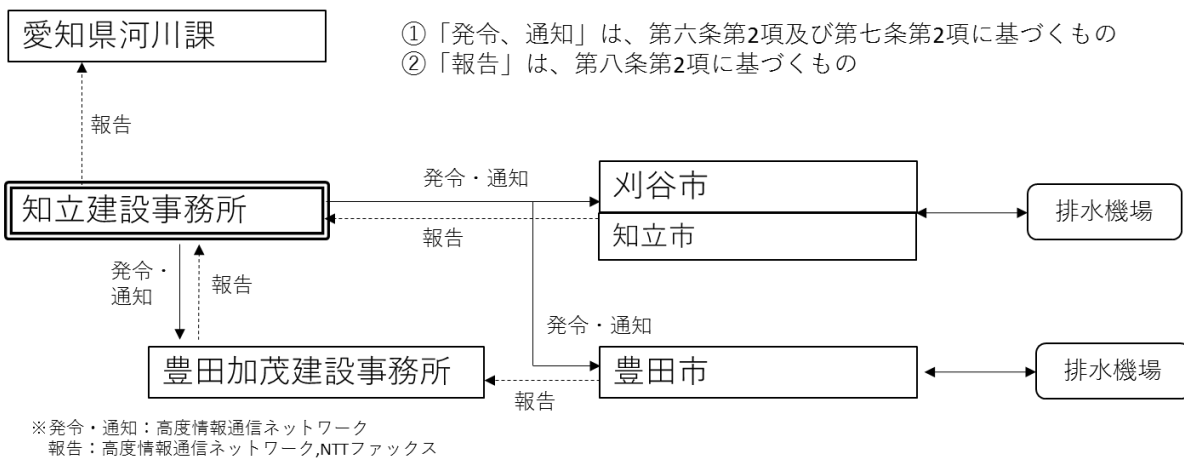 愛知県河川課
①「発令、通知」は、第六条第2項及び第七条第2項に基づくもの
②「報告」は、第八条第2項に基づくもの
報告
知立建設事務所
発令・通知
報告
刈谷市
知立市
排水機場
発令・
通知
報告
発令・通知
豊田加茂建設事務所
報告
豊田市
排水機場
※発令・通知：高度情報通信ネットワーク
報告：高度情報通信ネットワーク,NTTファックス